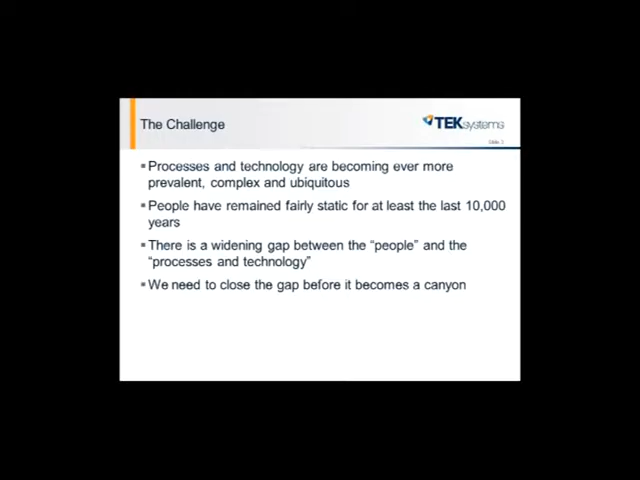 The Challenge
TEKsystems
Slide 3
Processes and technology are becoming ever more
prevalent, complex and ubiquitous
People have remained fairly static for at least the last 10,000
years
There is a widening gap between the “people” and the
“processes and technology”
We need to close the gap before it becomes a canyon